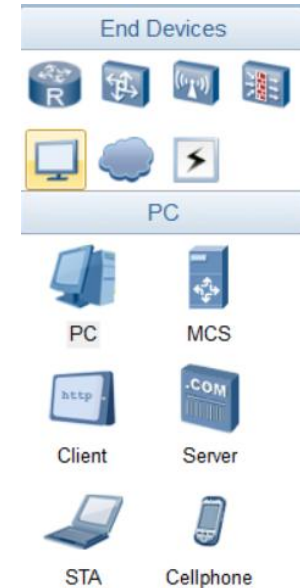 End Devices
R
PC
PC
MCS
http
.COM
Client
Server
STA
Cellphone